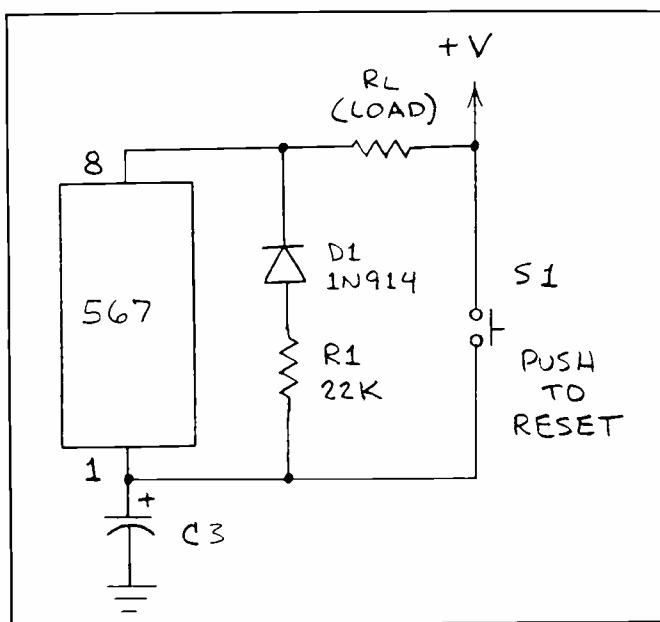 +V
RL
(LOAD)
8
D1
1N914
S1
567
R1
22K
PUSH
TO
RESET
1
+
C3